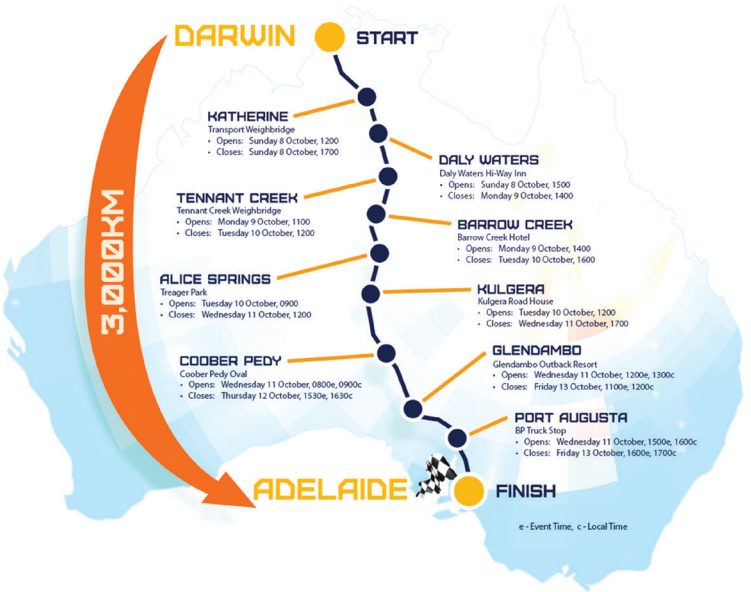 DARWIN
START
KATHERINE
Transport Weighbridge
• Opens: Sunday 8 October, 1200
• Closes: Sunday 8 October, 1700
DALY WATERS
Daly Waters Hi-Way Inn
• Opens: Sunday 8 October, 1500
• Closes: Monday 9 October, 1400
TENNANT CREEK
Tennant Creek Weighbridge
• Opens: Monday 9 October, 1100
• Closes: Tuesday 10 October, 1200
BARROW CREEK
Barrow Creek Hotel
• Opens: Monday 9 October, 1400
• Closes: Tuesday 10 October, 1600
3,000KM
ALICE SPRINGS
Treager Park
• Opens: Tuesday 10 October, 0900
• Closes: Wednesday 11 October, 1200
KULGERA
Kulgera Road House
• Opens: Tuesday 10 October, 1200
• Closes: Wednesday 11 October, 1700
COOBER PEDY
Coober Pedy Oval
• Opens: Wednesday 11 October, 0800e, 0900c
• Closes: Thursday 12 October, 1530e, 1630c
GLENDAMBO
Glendambo Outback Resort
• Opens: Wednesday 11 October, 1200e, 1300c
• Closes: Friday 13 October, 1100e, 1200c
PORT AUGUSTA
BP Truck Stop
• Opens: Wednesday 11 October, 1500e, 1600c
• Closes: Friday 13 October, 1600e, 1700c
ADELAIDE
FINISH
e - Event Time, c - Local Time